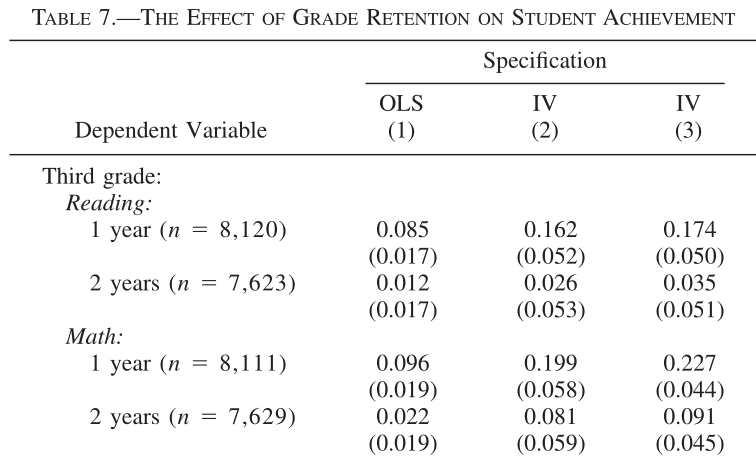 TABLE 7.—THE EFFECT OF GRADE RETENTION ON STUDENT ACHIEVEMENT
Specification
OLS IV IV
Dependent Variable (1) (2) (3)
Third grade:
Reading:
1 year (n = 8,120) 0.085 0.162 0.174
(0.017) (0.052) (0.050)
2 years (n = 7,623) 0.012 0.026 0.035
(0.017) (0.053) (0.051)
Math:
1 year (n = 8,111) 0.096 0.199 0.227
(0.019) (0.058) (0.044)
2 years (n = 7,629) 0.022 0.081 0.091
(0.019) (0.059) (0.045)